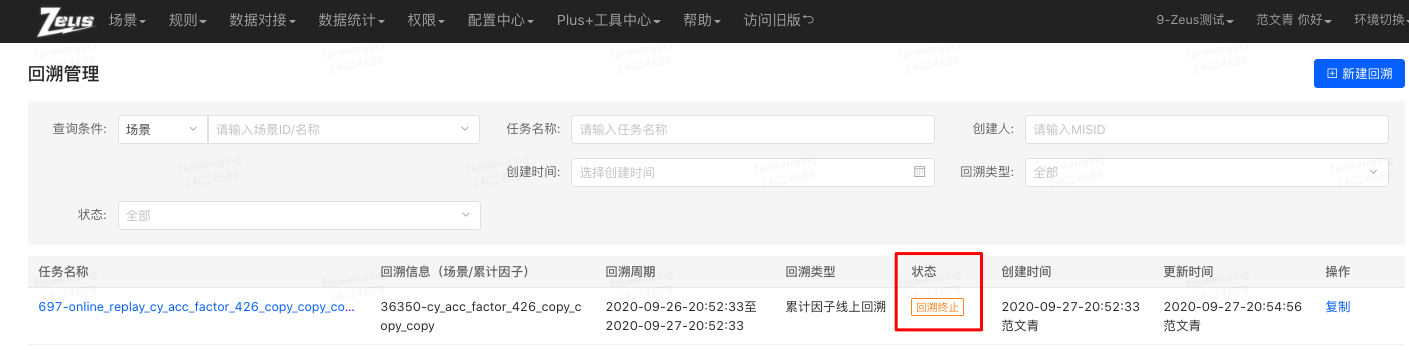 Zeus 场景 规则 数据对接 数据统计 权限 配置中心 Plus+工具中心 帮助 访问旧版 9-Zeus测试 范文青 你好 环境切换
回溯管理 新建回溯
查询条件: 场景 请输入场景ID/名称 任务名称: 请输入任务名称 创建人: 请输入MISID
创建时间: 选择创建时间 回溯类型: 全部
状态: 全部
任务名称 回溯信息（场景/累计因子） 回溯周期 回溯类型 状态 创建时间 更新时间 操作
697-online_replay_cy_acc_factor_426_copy_copy_co... 36350-cy_acc_factor_426_copy_c 2020-09-26-20:52:33至 累计因子线上回溯 回溯终止 2020-09-27-20:52:33 2020-09-27-20:54:56 复制
opy_copy 2020-09-27-20:52:33 范文青 范文青
fanwenqing
14024689